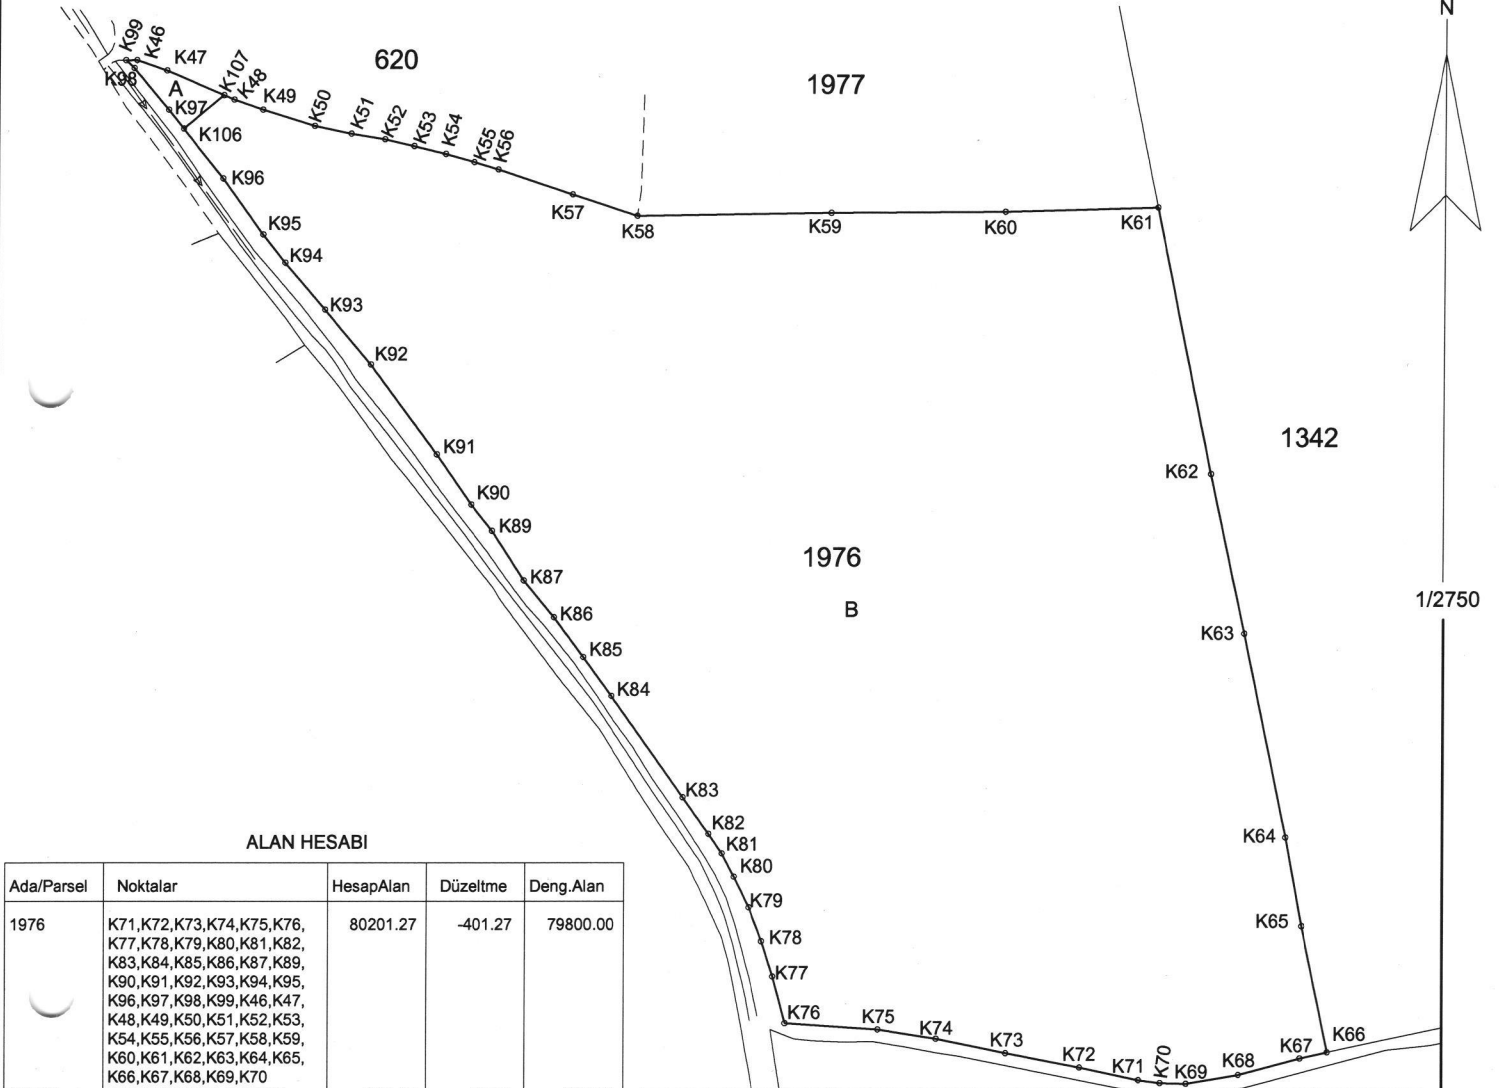 N
K99
K46
K47
620
K98
A
K107
K48
1977
K97
K49
K50
K51
K52
K53
K54
K55
K56
K106
K96
K57
K58
K59
K60
K61
K95
K94
K93
K92
1342
K91
K62
K90
K89
1976
K87
B
1/2750
K86
K63
K85
K84
K83
K82
K64
K81
K80
K79
K65
K78
K77
K76
K75
K74
K73
K72
K71
K70
K69
K68
K67
K66
ALAN HESABI
Ada/Parsel Noktalar HesapAlan Düzeltme Deng.Alan
1976 K71,K72,K73,K74,K75,K76, 80201.27 -401.27 79800.00
K77,K78,K79,K80,K81,K82,
K83,K84,K85,K86,K87,K89,
K90,K91,K92,K93,K94,K95,
K96,K97,K98,K99,K46,K47,
K48,K49,K50,K51,K52,K53,
K54,K55,K56,K57,K58,K59,
K60,K61,K62,K63,K64,K65,
K66,K67,K68,K69,K70